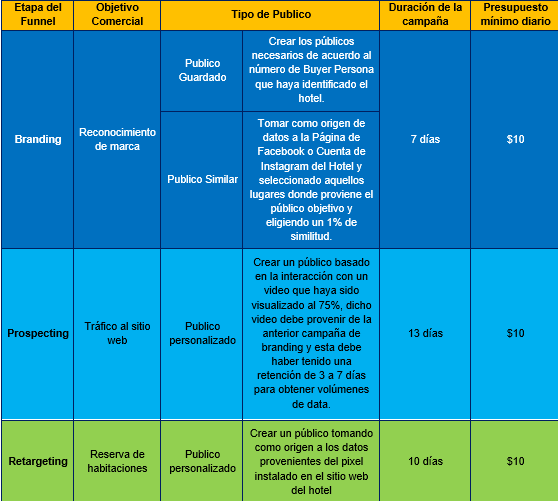 Etapa del
Funnel
Objetivo
Comercial
Tipo de Publico
Duración de la
campaña
Presupuesto
mínimo diario
Branding
Reconocimiento
de marca
Publico
Guardado
Crear los públicos
necesarios de acuerdo al
número de Buyer Persona
que haya identificado el
hotel.
Publico Similar
Tomar como origen de
datos a la Página de
Facebook o Cuenta de
Instagram del Hotel y
seleccionado aquellos
lugares donde proviene el
público objetivo y
eligiendo un 1% de
similitud.
7 días
$10
Prospecting
Tráfico al sitio
web
Publico
personalizado
Crear un público basado
en la interacción con un
video que haya sido
visualizado al 75%, dicho
video debe provenir de la
anterior campaña de
branding y esta debe
haber tenido una
retención de 3 a 7 días
para obtener volúmenes
de data.
13 días
$10
Retargeting
Reserva de
habitaciones
Publico
personalizado
Crear un público tomando
como origen a los datos
provenientes del pixel
instalado en el sitio web
del hotel
10 días
$10